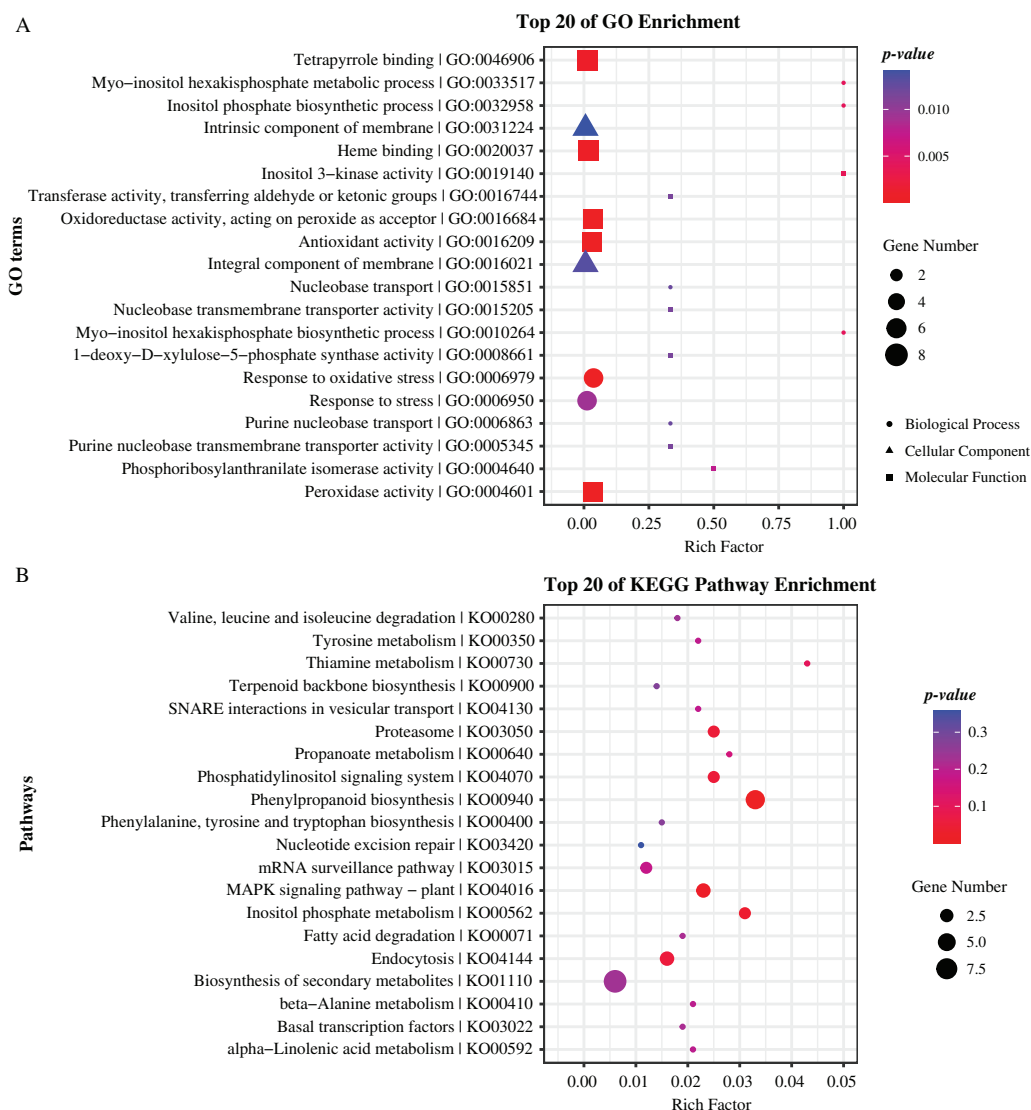 A
Top 20 of GO Enrichment
GO terms
Tetrapyrrole binding | GO:0046906
Myo−inositol hexakisphosphate metabolic process | GO:0033517
Inositol phosphate biosynthetic process | GO:0032958
Intrinsic component of membrane | GO:0031224
Heme binding | GO:0020037
Inositol 3−kinase activity | GO:0019140
Transferase activity, transferring aldehyde or ketonic groups | GO:0016744
Oxidoreductase activity, acting on peroxide as acceptor | GO:0016684
Antioxidant activity | GO:0016209
Integral component of membrane | GO:0016021
Nucleobase transport | GO:0015851
Nucleobase transmembrane transporter activity | GO:0015205
Myo−inositol hexakisphosphate biosynthetic process | GO:0010264
1−deoxy−D−xylulose−5−phosphate synthase activity | GO:0008661
Response to oxidative stress | GO:0006979
Response to stress | GO:0006950
Purine nucleobase transport | GO:0006863
Purine nucleobase transmembrane transporter activity | GO:0005345
Phosphoribosylanthranilate isomerase activity | GO:0004640
Peroxidase activity | GO:0004601
0.00 0.25 0.50 0.75 1.00
Rich Factor
p-value
0.010
0.005
Gene Number
2
4
6
8
Biological Process
Cellular Component
Molecular Function
B
Top 20 of KEGG Pathway Enrichment
Pathways
Valine, leucine and isoleucine degradation | KO00280
Tyrosine metabolism | KO00350
Thiamine metabolism | KO00730
Terpenoid backbone biosynthesis | KO00900
SNARE interactions in vesicular transport | KO04130
Proteasome | KO03050
Propanoate metabolism | KO00640
Phosphatidylinositol signaling system | KO04070
Phenylpropanoid biosynthesis | KO00940
Phenylalanine, tyrosine and tryptophan biosynthesis | KO00400
Nucleotide excision repair | KO03420
mRNA surveillance pathway | KO03015
MAPK signaling pathway − plant | KO04016
Inositol phosphate metabolism | KO00562
Fatty acid degradation | KO00071
Endocytosis | KO04144
Biosynthesis of secondary metabolites | KO01110
beta−Alanine metabolism | KO00410
Basal transcription factors | KO03022
alpha−Linolenic acid metabolism | KO00592
0.00 0.01 0.02 0.03 0.04 0.05
Rich Factor
p-value
0.3
0.2
0.1
Gene Number
2.5
5.0
7.5